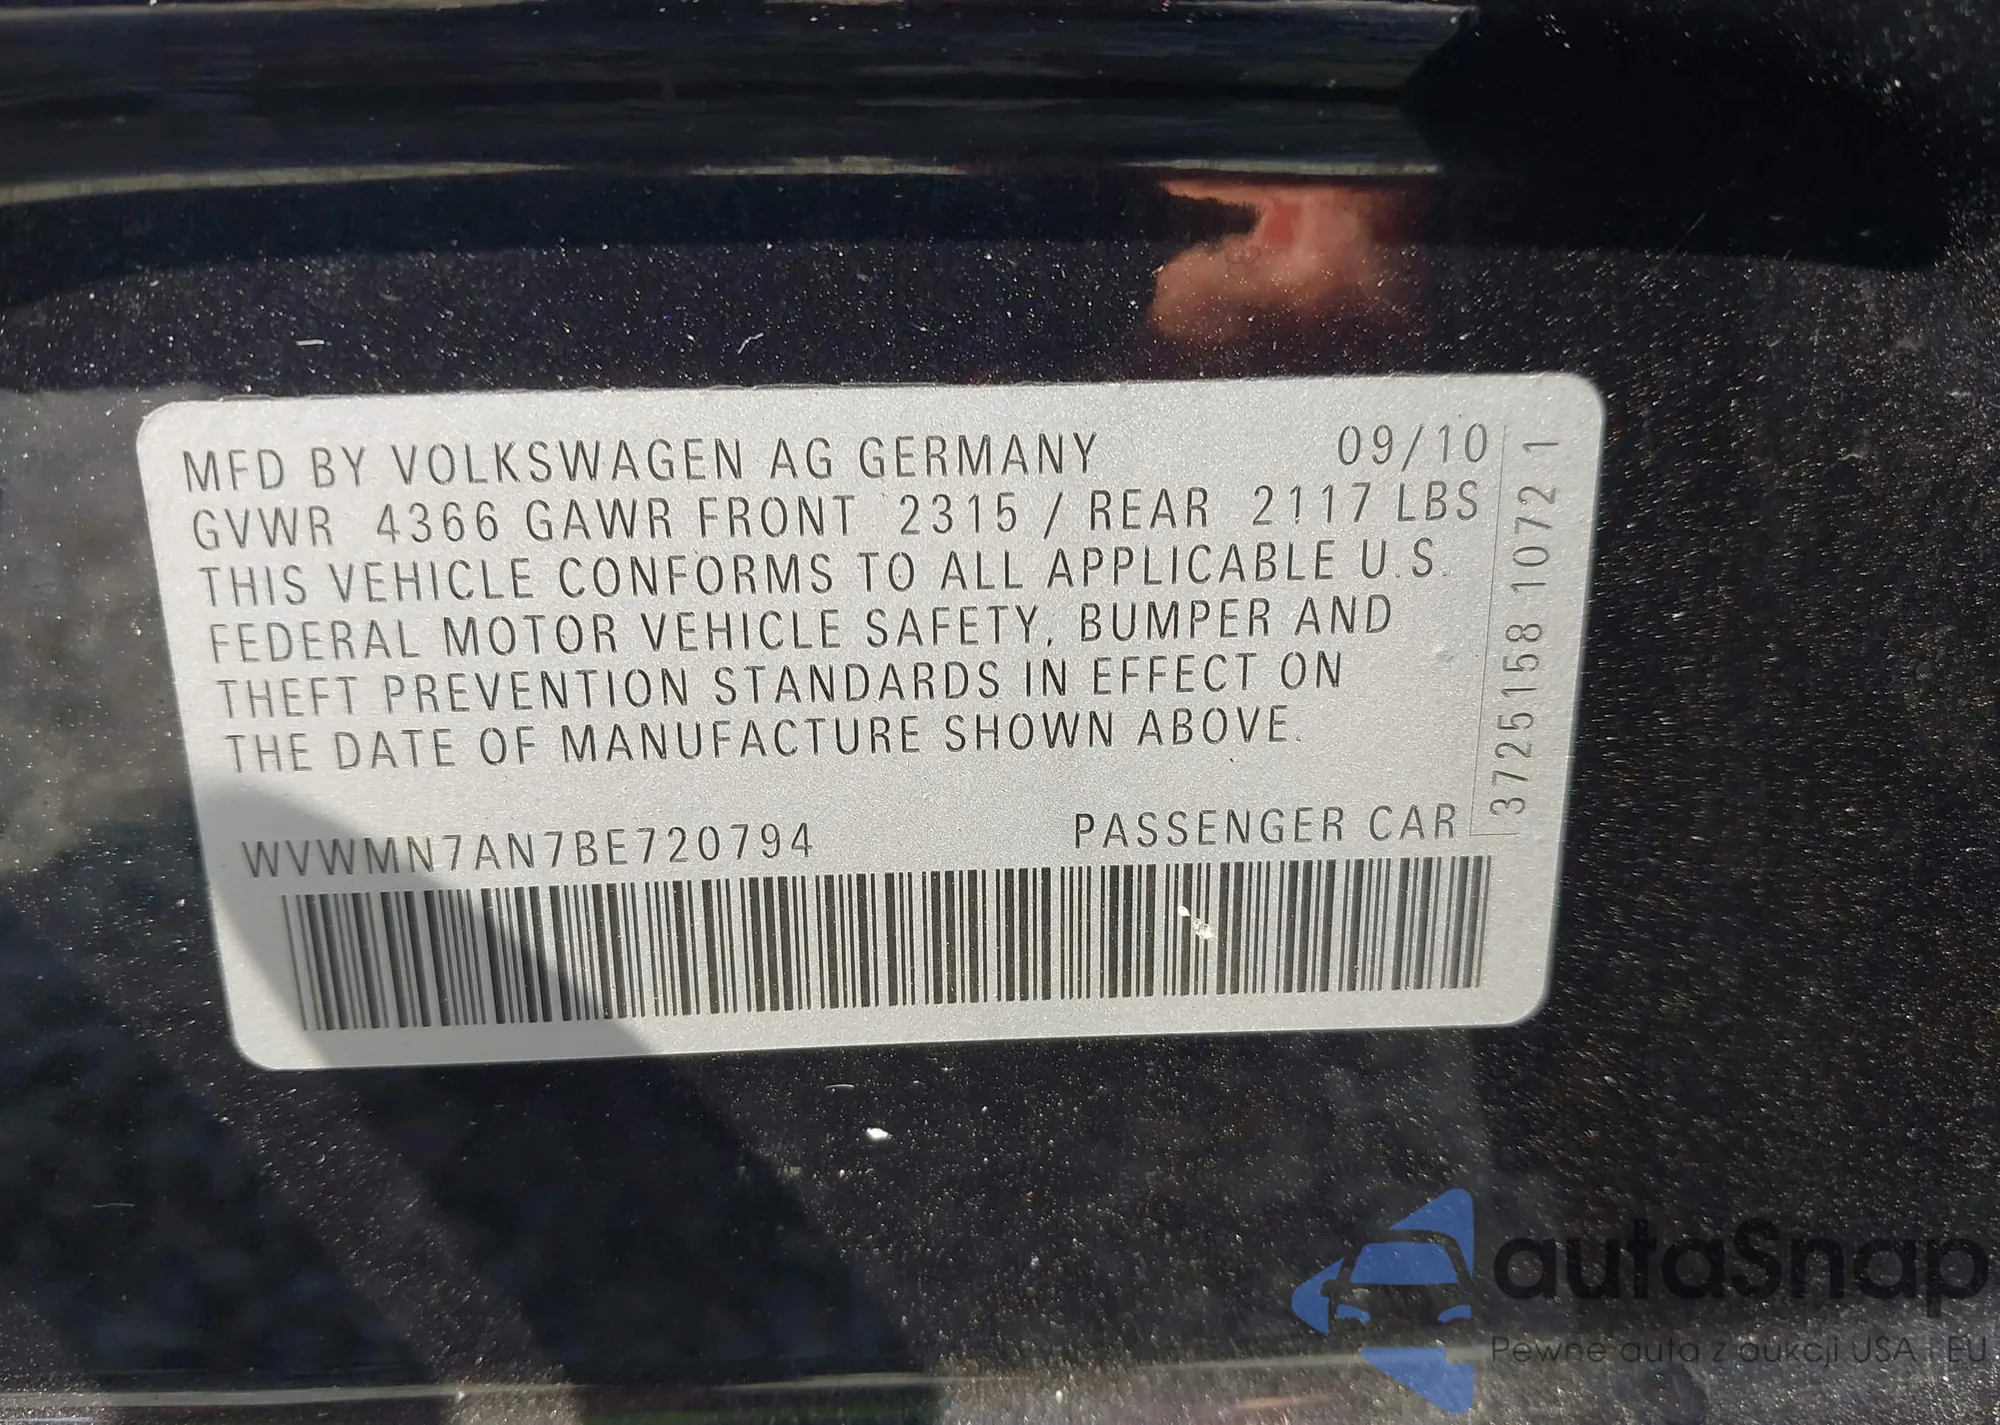 MFD BY VOLKSWAGEN AG GERMANY 09/10
GVWR 4366 GAWR FRONT 2315 / REAR 2117 LBS
THIS VEHICLE CONFORMS TO ALL APPLICABLE U.S.
FEDERAL MOTOR VEHICLE SAFETY, BUMPER AND
THEFT PREVENTION STANDARDS IN EFFECT ON
THE DATE OF MANUFACTURE SHOWN ABOVE.
WVWMN7AN7BE720794 PASSENGER CAR
3725158 10721
autaSnap
Pewne auta z aukcji USA i EU